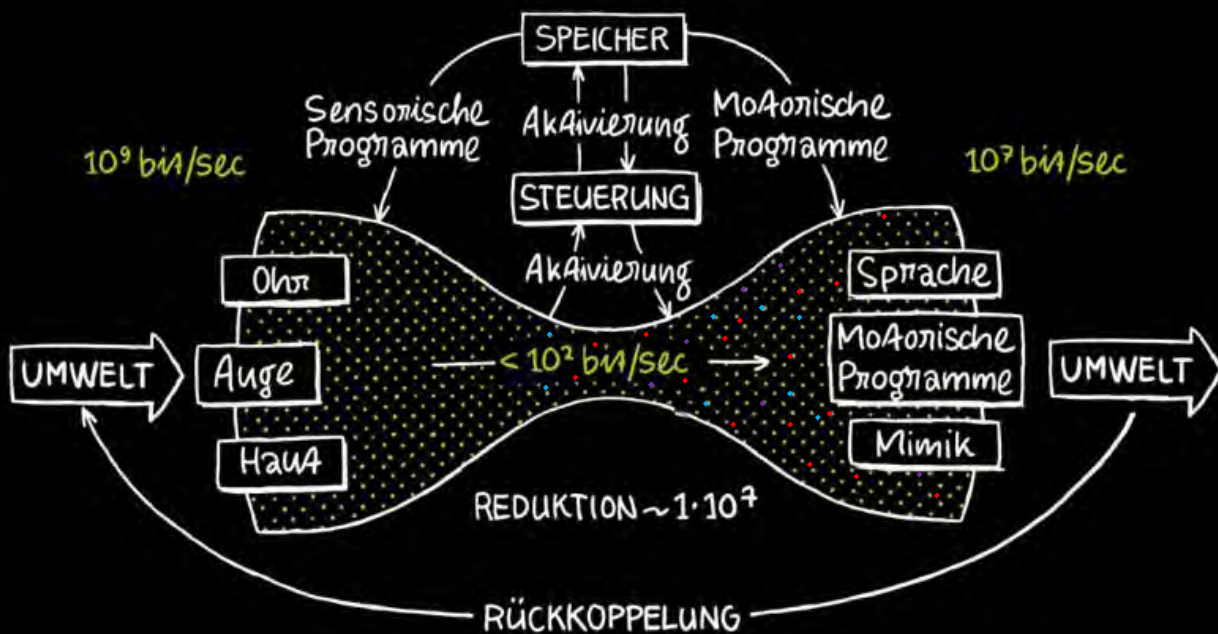 SPEICHER
Sensorische
Programme
Aktivierung
Motorische
Programme
10⁹ bit/sec
10⁷ bit/sec
STEUERUNG
Aktivierung
Ohr
Sprache
UMWELT
Auge
< 10² bit/sec
Motorische
Programme
UMWELT
Haut
Mimik
REDUKTION ~ 1·10⁷
RÜCKKOPPELUNG